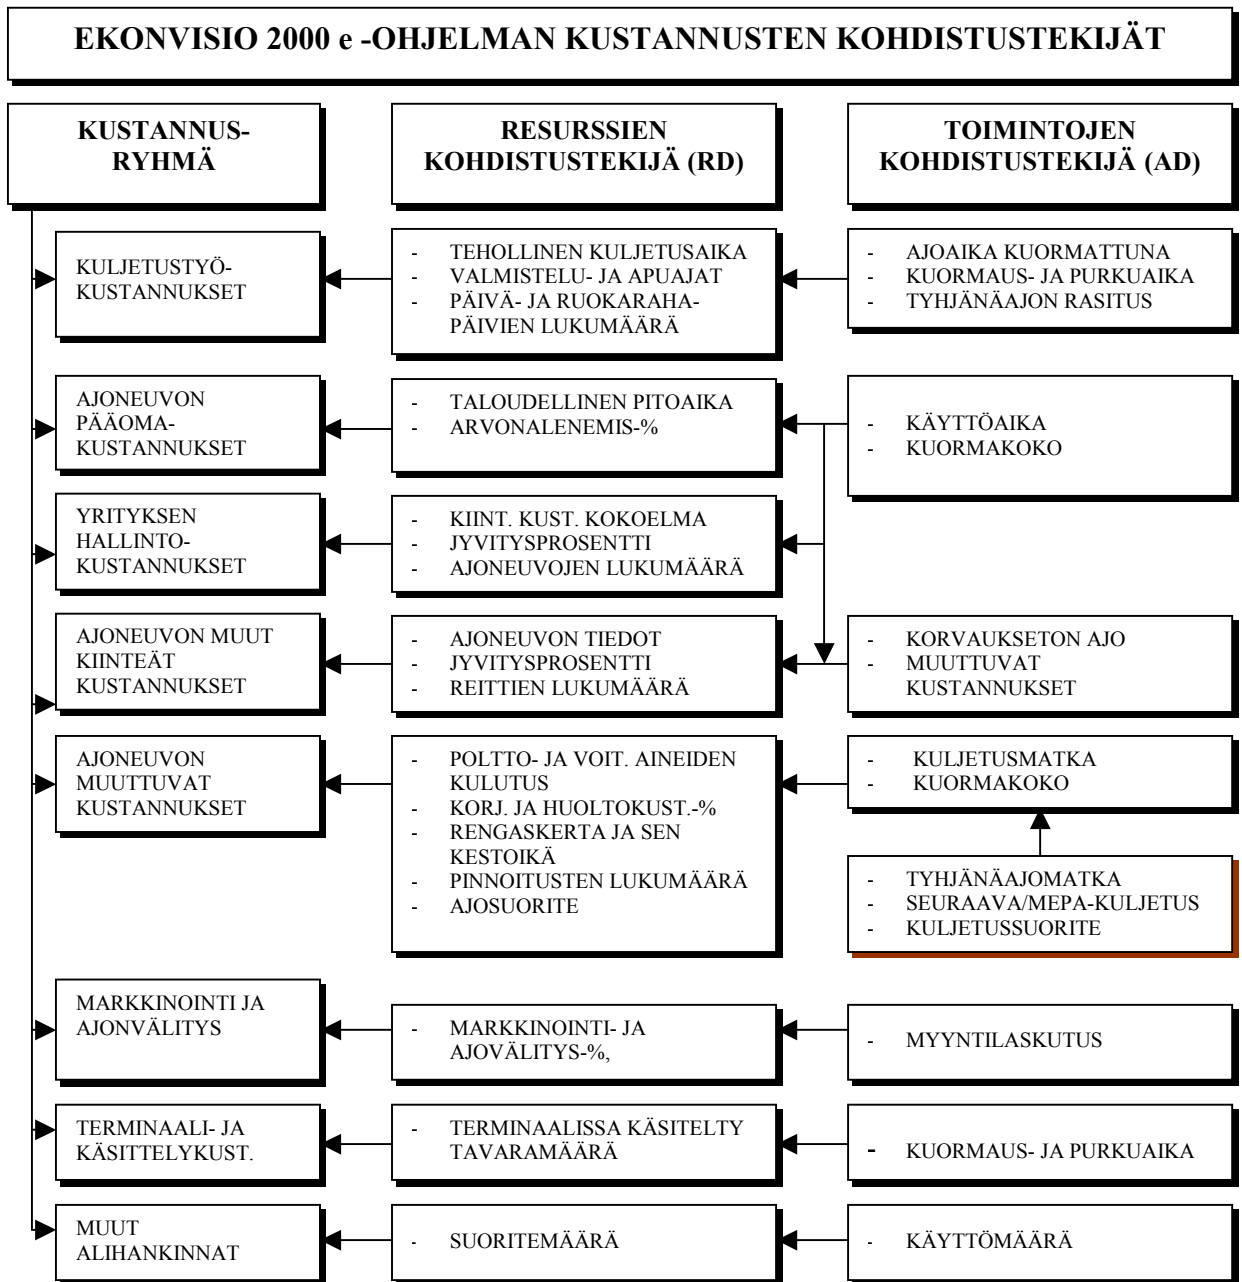 EKONVISIO 2000 e -OHJELMAN KUSTANNUSTEN KOHDISTUSTEKIJÄT
KUSTANNUS-
RYHMÄ
RESURSSIEN
KOHDISTUSTEKIJÄ (RD)
TOIMINTOJEN
KOHDISTUSTEKIJÄ (AD)
KULJETUSTYÖ-
KUSTANNUKSET
- TEHOLLINEN KULJETUSAIKA
- VALMISTELU- JA APUAJAT
- PÄIVÄ- JA RUOKARAHA-
PÄIVIEN LUKUMÄÄRÄ
- AJOAIKA KUORMATTUNA
- KUORMAUS- JA PURKUAIKA
- TYHJÄNÄAJON RASITUS
AJONEUVON
PÄÄOMA-
KUSTANNUKSET
- TALOUDELLINEN PITOAIKA
- ARVONALENEMIS-%
- KÄYTTÖAIKA
- KUORMAKOKO
YRITYKSEN
HALLINTO-
KUSTANNUKSET
- KIINT. KUST. KOKOELMA
- JYVITYSPROSENTTI
- AJONEUVOJEN LUKUMÄÄRÄ
AJONEUVON MUUT
KIINTEÄT
KUSTANNUKSET
- AJONEUVON TIEDOT
- JYVITYSPROSENTTI
- REITTIEN LUKUMÄÄRÄ
- KORVAUKSETON AJO
- MUUTTUVAT
KUSTANNUKSET
AJONEUVON
MUUTTUVAT
KUSTANNUKSET
- POLTTO- JA VOIT. AINEIDEN
KULUTUS
- KORJ. JA HUOLTOKUST.-%
- RENGASKERTA JA SEN
KESTOIKÄ
- PINNOITUSTEN LUKUMÄÄRÄ
- AJOSUORITE
- KULJETUSMATKA
- KUORMAKOKO
- TYHJÄNÄAJOMATKA
- SEURAAVA/MEPA-KULJETUS
- KULJETUSSUORITE
MARKKINOINTI JA
AJONVÄLITYS
- MARKKINOINTI- JA
AJOVÄLITYS-%,
- MYYNTILASKUTUS
TERMINAALI- JA
KÄSITTELYKUST.
- TERMINAALISSA KÄSITELTY
TAVARAMÄÄRÄ
- KUORMAUS- JA PURKUAIKA
MUUT
ALIHANKINNAT
- SUORITEMÄÄRÄ
- KÄYTTÖMÄÄRÄ